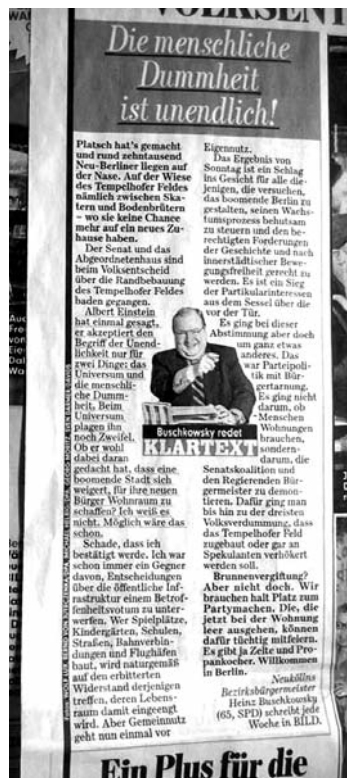 VOLKSENT
Die menschliche
Dummheit
ist unendlich!
Platsch hat's gemacht
und rund zehntausend
Neu-Berliner liegen auf
der Nase. Auf der Wiese
des Tempelhofer Feldes
nämlich zwischen Ska-
tern und Bodenbrütern
– wo sie keine Chance
mehr auf ein neues Zu-
hause haben.
Der Senat und das
Abgeordnetenhaus sind
beim Volksentscheid
über die Randbebauung
des Tempelhofer Feldes
baden gegangen.
Albert Einstein
hat einmal gesagt,
er akzeptiert den
Begriff der Unend-
lichkeit nur für
zwei Dinge: das
Universum und
die menschli-
che Dumm-
heit. Beim
Universum
plagen ihn
noch Zweifel.
Ob er wohl
dabei daran
gedacht hat, dass eine
boomende Stadt sich
weigert, für ihre neuen
Bürger Wohnraum zu
schaffen? Ich weiß es
nicht. Möglich wäre das
schon.
Schade, dass ich
bestätigt werde. Ich war
schon immer ein Gegner
davon, Entscheidungen
über die öffentliche Inf-
rastruktur einem Betrof-
fenheitsvotum zu unter-
werfen. Wer Spielplätze,
Kindergärten, Schulen,
Straßen, Bahnverbin-
dungen und Flughäfen
baut, wird naturgemäß
auf den erbitterten
Widerstand derjenigen
treffen, deren Lebens-
raum damit eingeengt
wird. Aber Gemeinnutz
geht nun einmal vor
Eigennutz.
Das Ergebnis von
Sonntag ist ein Schlag
ins Gesicht für alle die-
jenigen, die versuchen,
das boomende Berlin zu
gestalten, seinen Wachs-
tumsprozess behutsam
zu steuern und den be-
rechtigten Forderungen
der Geschichte und nach
innerstädtischer Bewe-
gungsfreiheit gerecht zu
werden. Es ist ein Sieg
der Partikularinteressen
aus dem Sessel über die
vor der Tür.
Es ging bei dieser
Abstimmung aber doch
um ganz etwas
anderes. Das
war Parteipoli-
tik mit Bür-
gertarnung.
Es ging nicht
darum, ob
Menschen
Wohnungen
brauchen,
sondern
darum, die
Senatskoalition und
den Regierenden Bür-
germeister zu demon-
tieren. Dafür ging man
bis hin zu der dreisten
Volksverdummung, dass
das Tempelhofer Feld
zugebaut oder gar an
Spekulanten verhökert
werden soll.
Brunnenvergiftung?
Aber nicht doch. Wir
brauchen halt Platz zum
Partymachen. Die, die
jetzt bei der Wohnung
leer ausgehen, können
dafür tüchtig mitfeiern.
Es gibt ja Zelte und Pro-
pankocher. Willkommen
in Berlin.
Neuköllns
Bezirksbürgermeister
Heinz Buschkowsky
(65, SPD) schreibt jede
Woche in BILD.
Buschkowsky redet
KLARTEXT
Ein Plus für die